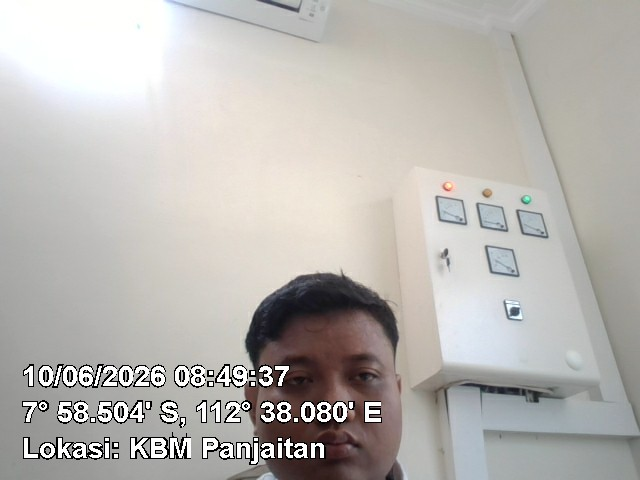 10/06/2026 08:49:37
7° 58.504' S, 112° 38.080' E
Lokasi: KBM Panjaitan